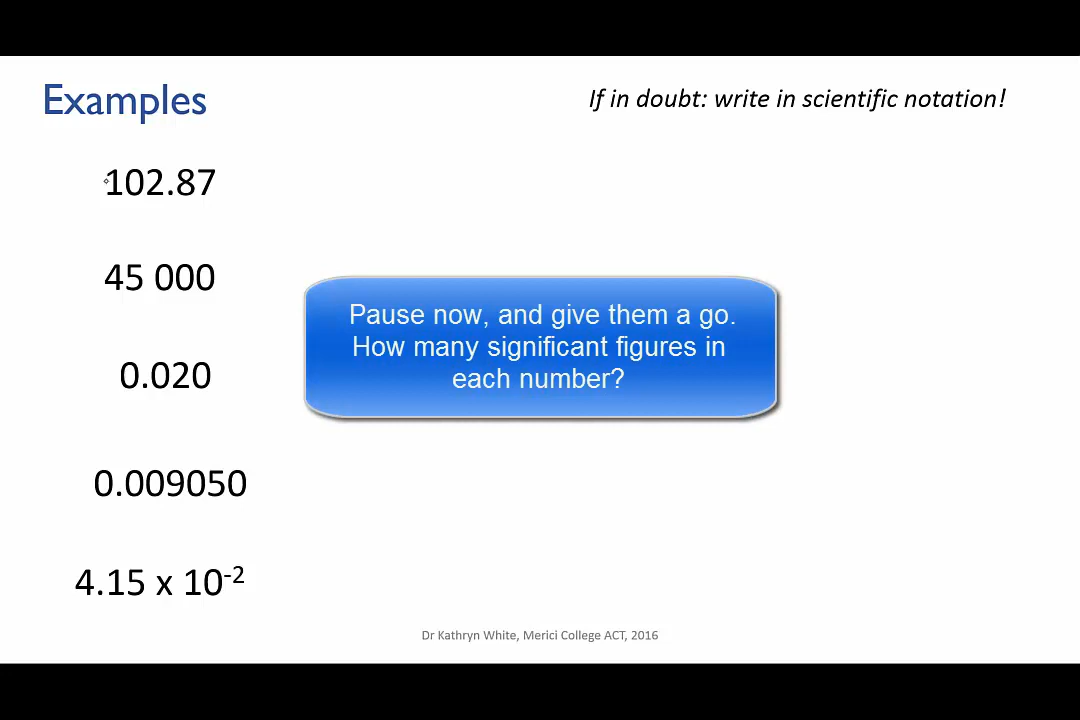 Examples
If in doubt: write in scientific notation!
102.87
45 000
Pause now, and give them a go.
How many significant figures in
each number?
0.020
0.009050
4.15 x 10⁻²
Dr Kathryn White, Merici College ACT, 2016